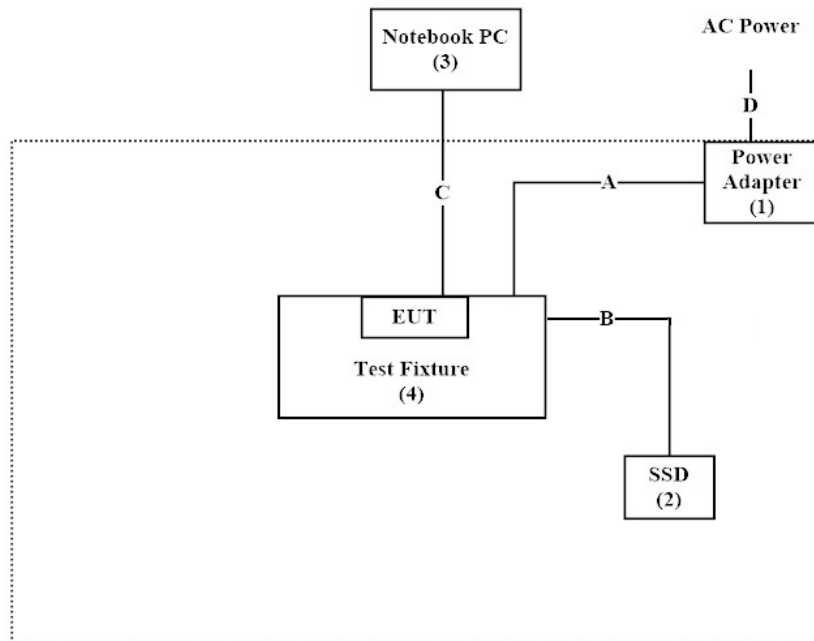 Notebook PC
(3)
AC Power
D
Power
Adapter
(1)
A
C
EUT
B
Test Fixture
(4)
SSD
(2)